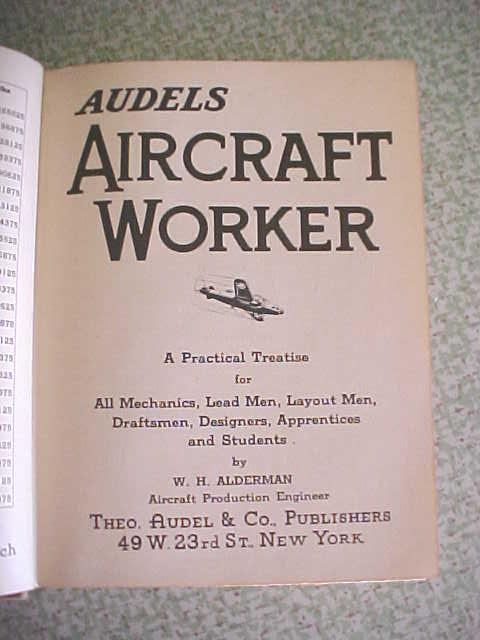 AUDELS
AIRCRAFT
WORKER
A Practical Treatise
for
All Mechanics, Lead Men, Layout Men,
Draftsmen, Designers, Apprentices
and Students.
by
W. H. ALDERMAN
Aircraft Production Engineer
THEO. AUDEL & CO., PUBLISHERS
49 W. 23rd ST., NEW YORK